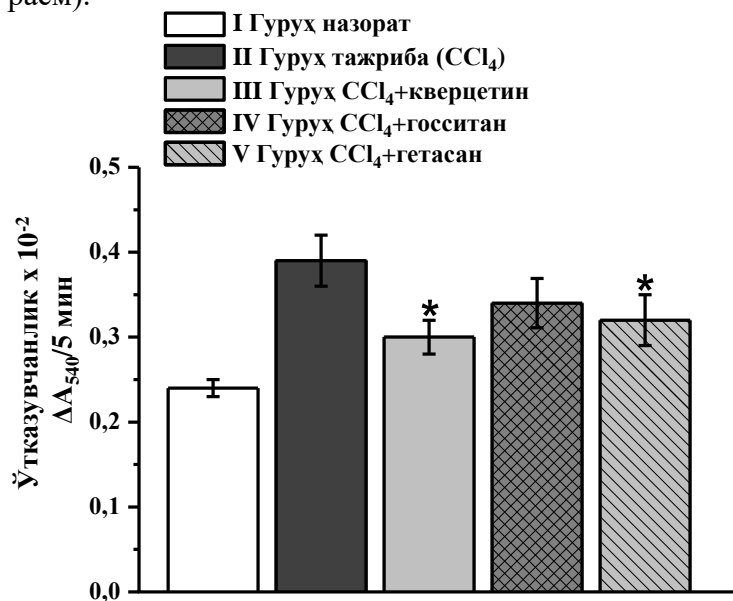 раем).
I Гуруҳ назорат
II Гуруҳ тажриба (CCl₄)
III Гуруҳ CCl₄+кверцетин
IV Гуруҳ CCl₄+госситан
V Гуруҳ CCl₄+гетасан
0,5
0,4
0,3
0,2
0,1
0,0
Ўтказувчанлик x 10⁻²
ΔA₅₄₀/5 мин
*
*